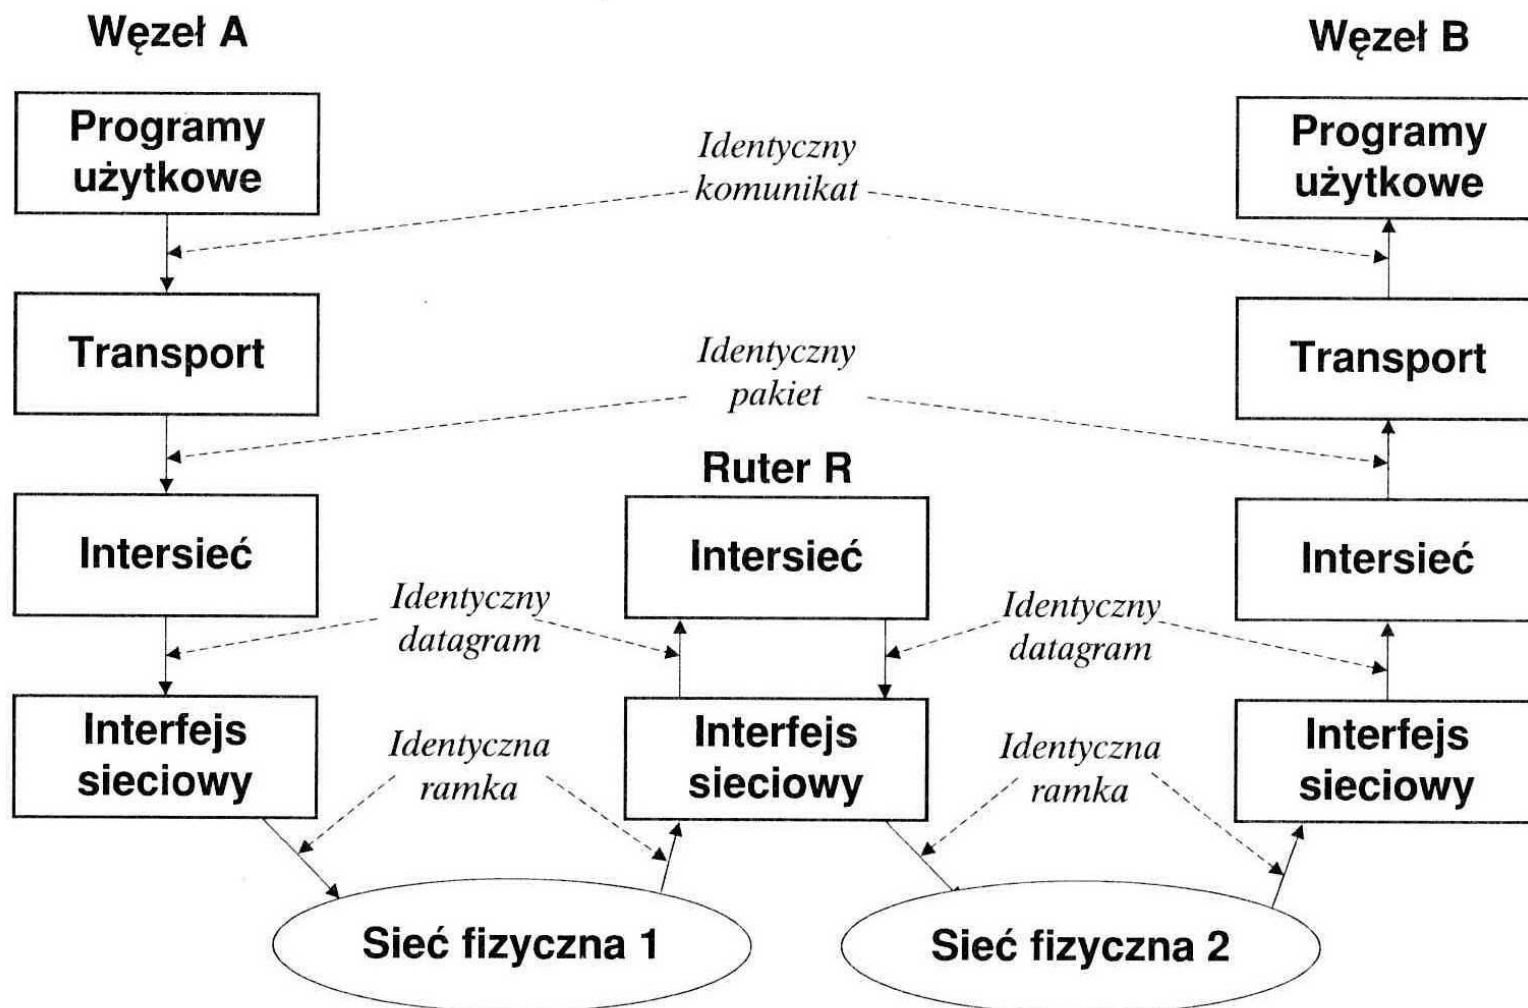 Węzeł A
Węzeł B
Programy
użytkowe
Identyczny
komunikat
Programy
użytkowe
Transport
Identyczny
pakiet
Transport
Ruter R
Intersieć
Intersieć
Intersieć
Identyczny
datagram
Identyczny
datagram
Interfejs
sieciowy
Identyczna
ramka
Interfejs
sieciowy
Identyczna
ramka
Interfejs
sieciowy
Sieć fizyczna 1
Sieć fizyczna 2